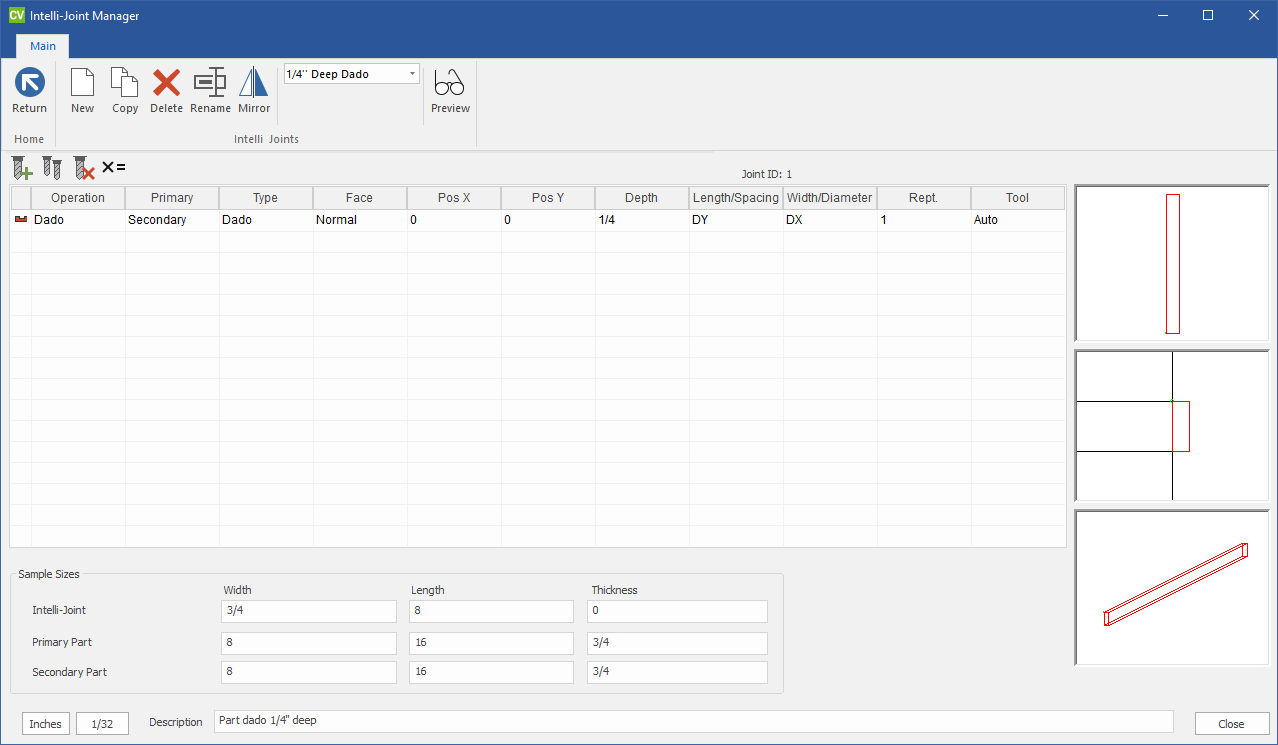 CV Intelli-Joint Manager
Main
Return New Copy Delete Rename Mirror 1/4'' Deep Dado Preview
Home Intelli Joints
X= Joint ID: 1
Operation Primary Type Face Pos X Pos Y Depth Length/Spacing Width/Diameter Rept. Tool
Dado Secondary Dado Normal 0 0 1/4 DY DX 1 Auto
Sample Sizes
Width Length Thickness
Intelli-Joint 3/4 8 0
Primary Part 8 16 3/4
Secondary Part 8 16 3/4
Inches 1/32 Description Part dado 1/4" deep Close